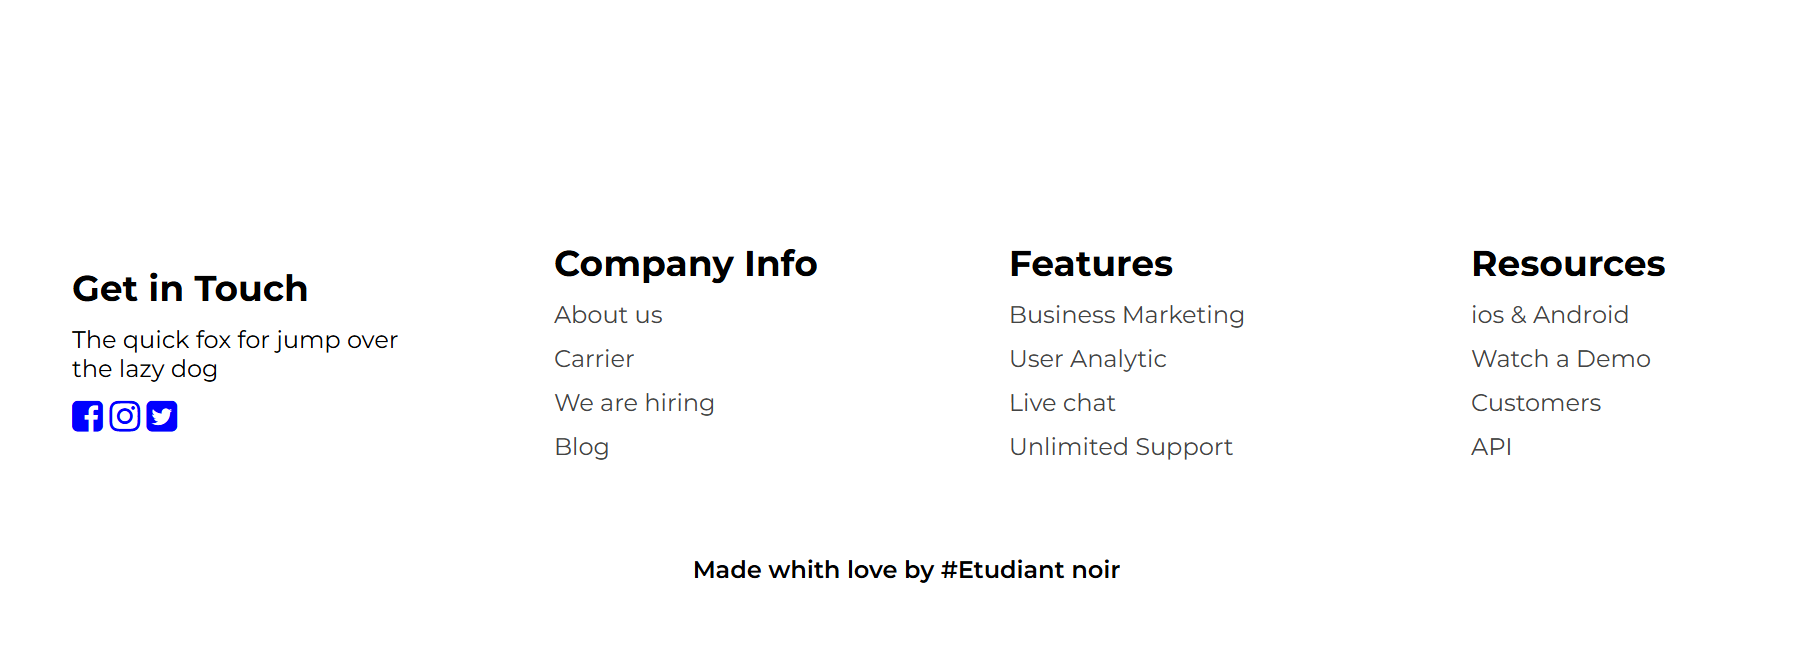 Get in Touch
The quick fox for jump over
the lazy dog
Company Info
About us
Carrier
We are hiring
Blog
Features
Business Marketing
User Analytic
Live chat
Unlimited Support
Resources
ios & Android
Watch a Demo
Customers
API
Made whith love by #Etudiant noir